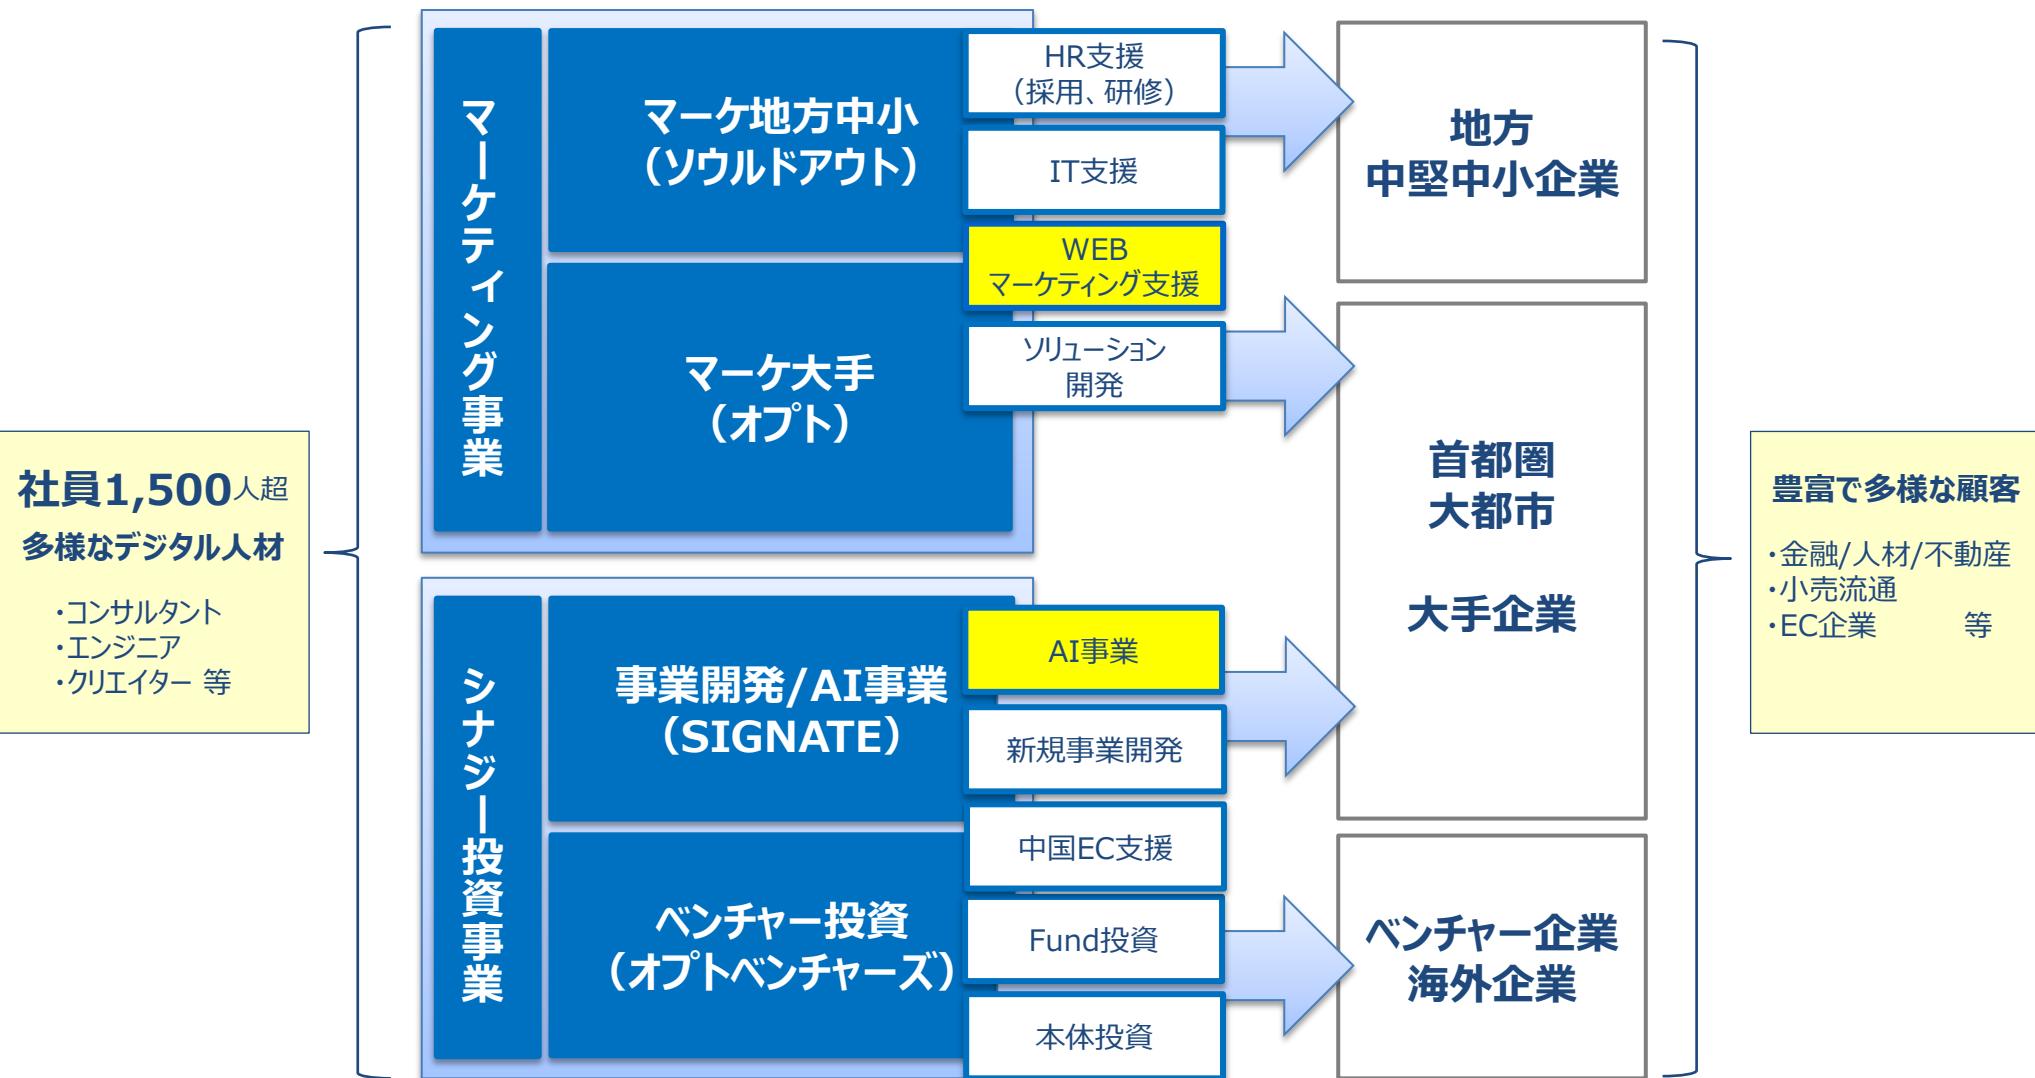 社員1,500人超
多様なデジタル人材
・コンサルタント
・エンジニア
・クリエイター 等
マーケティング事業
マーケ地方中小
（ソウルドアウト）
マーケ大手
（オプト）
HR支援
（採用、研修）
IT支援
WEB
マーケティング支援
ソリューション
開発
シナジー投資事業
事業開発/AI事業
（SIGNATE）
ベンチャー投資
（オプトベンチャーズ）
AI事業
新規事業開発
中国EC支援
Fund投資
本体投資
地方
中堅中小企業
首都圏
大都市
大手企業
ベンチャー企業
海外企業
豊富で多様な顧客
・金融/人材/不動産
・小売流通
・EC企業 等